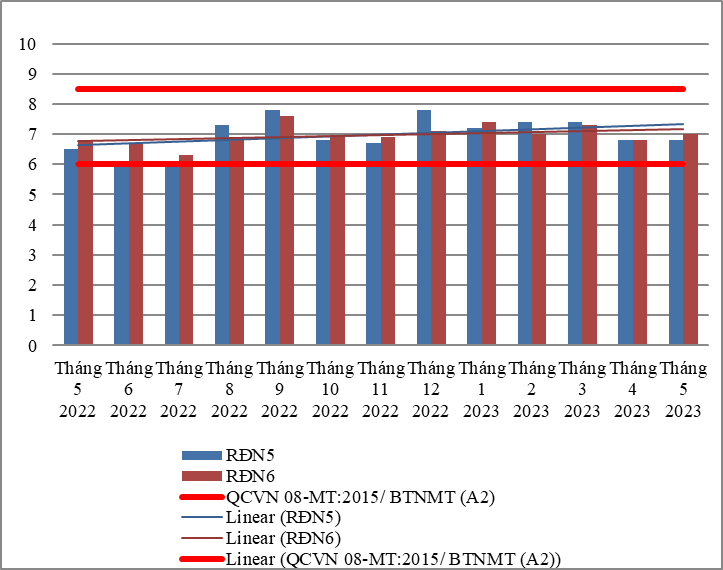 10
9
8
7
6
5
4
3
2
1
0
Tháng Tháng Tháng Tháng Tháng Tháng Tháng Tháng Tháng Tháng Tháng Tháng Tháng
5 6 7 8 9 10 11 12 1 2 3 4 5
2022 2022 2022 2022 2022 2022 2022 2022 2023 2023 2023 2023 2023
RĐN5
RĐN6
QCVN 08-MT:2015/ BTNMT (A2)
Linear (RĐN5)
Linear (RĐN6)
Linear (QCVN 08-MT:2015/ BTNMT (A2))